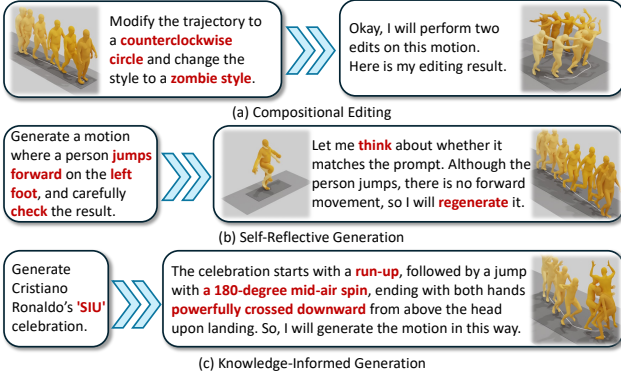 Modify the trajectory to
a counterclockwise
circle and change the
style to a zombie style.
Okay, I will perform two
edits on this motion.
Here is my editing result.
(a) Compositional Editing
Generate a motion
where a person jumps
forward on the left
foot, and carefully
check the result.
Let me think about whether it
matches the prompt. Although the
person jumps, there is no forward
movement, so I will regenerate it.
(b) Self-Reflective Generation
Generate
Cristiano
Ronaldo’s 'SIU'
celebration.
The celebration starts with a run-up, followed by a jump
with a 180-degree mid-air spin, ending with both hands
powerfully crossed downward from above the head
upon landing. So, I will generate the motion in this way.
(c) Knowledge-Informed Generation